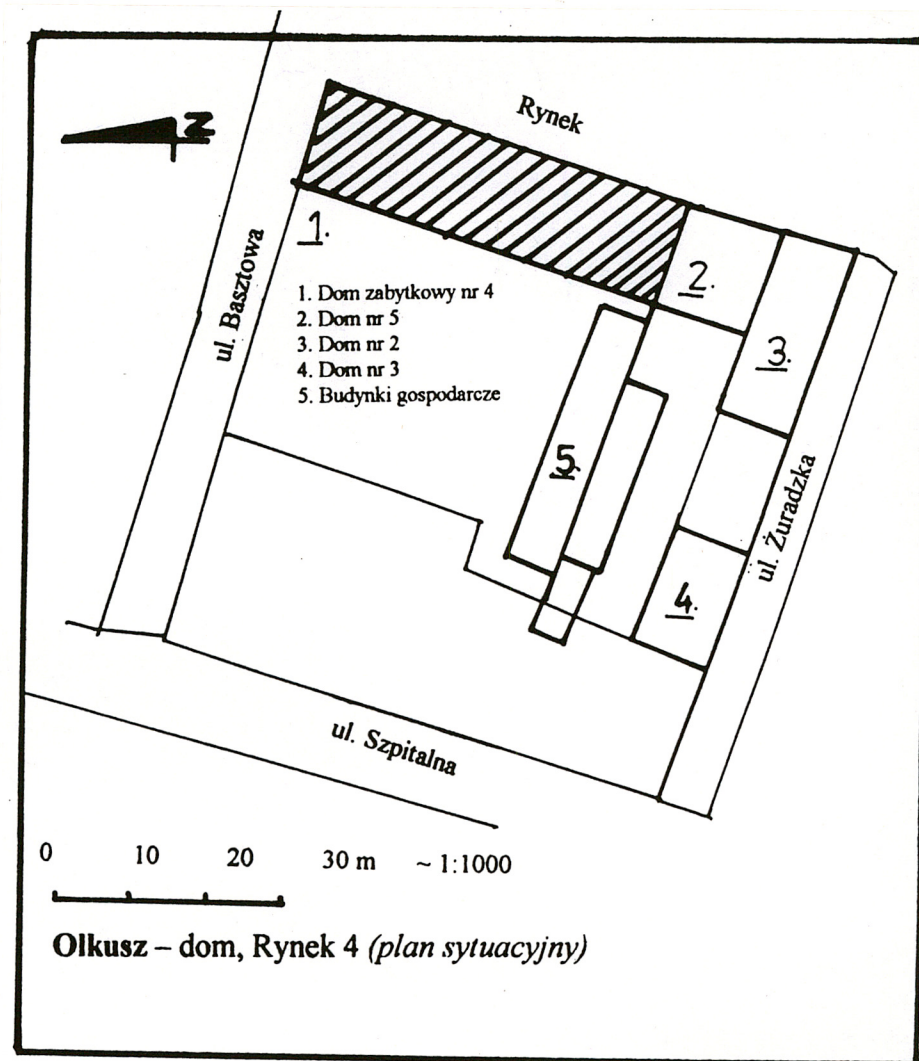 Rynek
N
ul. Basztowa
1.
2.
1. Dom zabytkowy nr 4
2. Dom nr 5
3. Dom nr 2
4. Dom nr 3
5. Budynki gospodarcze
3.
5.
4.
ul. Żuradzka
ul. Szpitalna
0 10 20 30 m ~ 1:1000
Olkusz – dom, Rynek 4 (plan sytuacyjny)